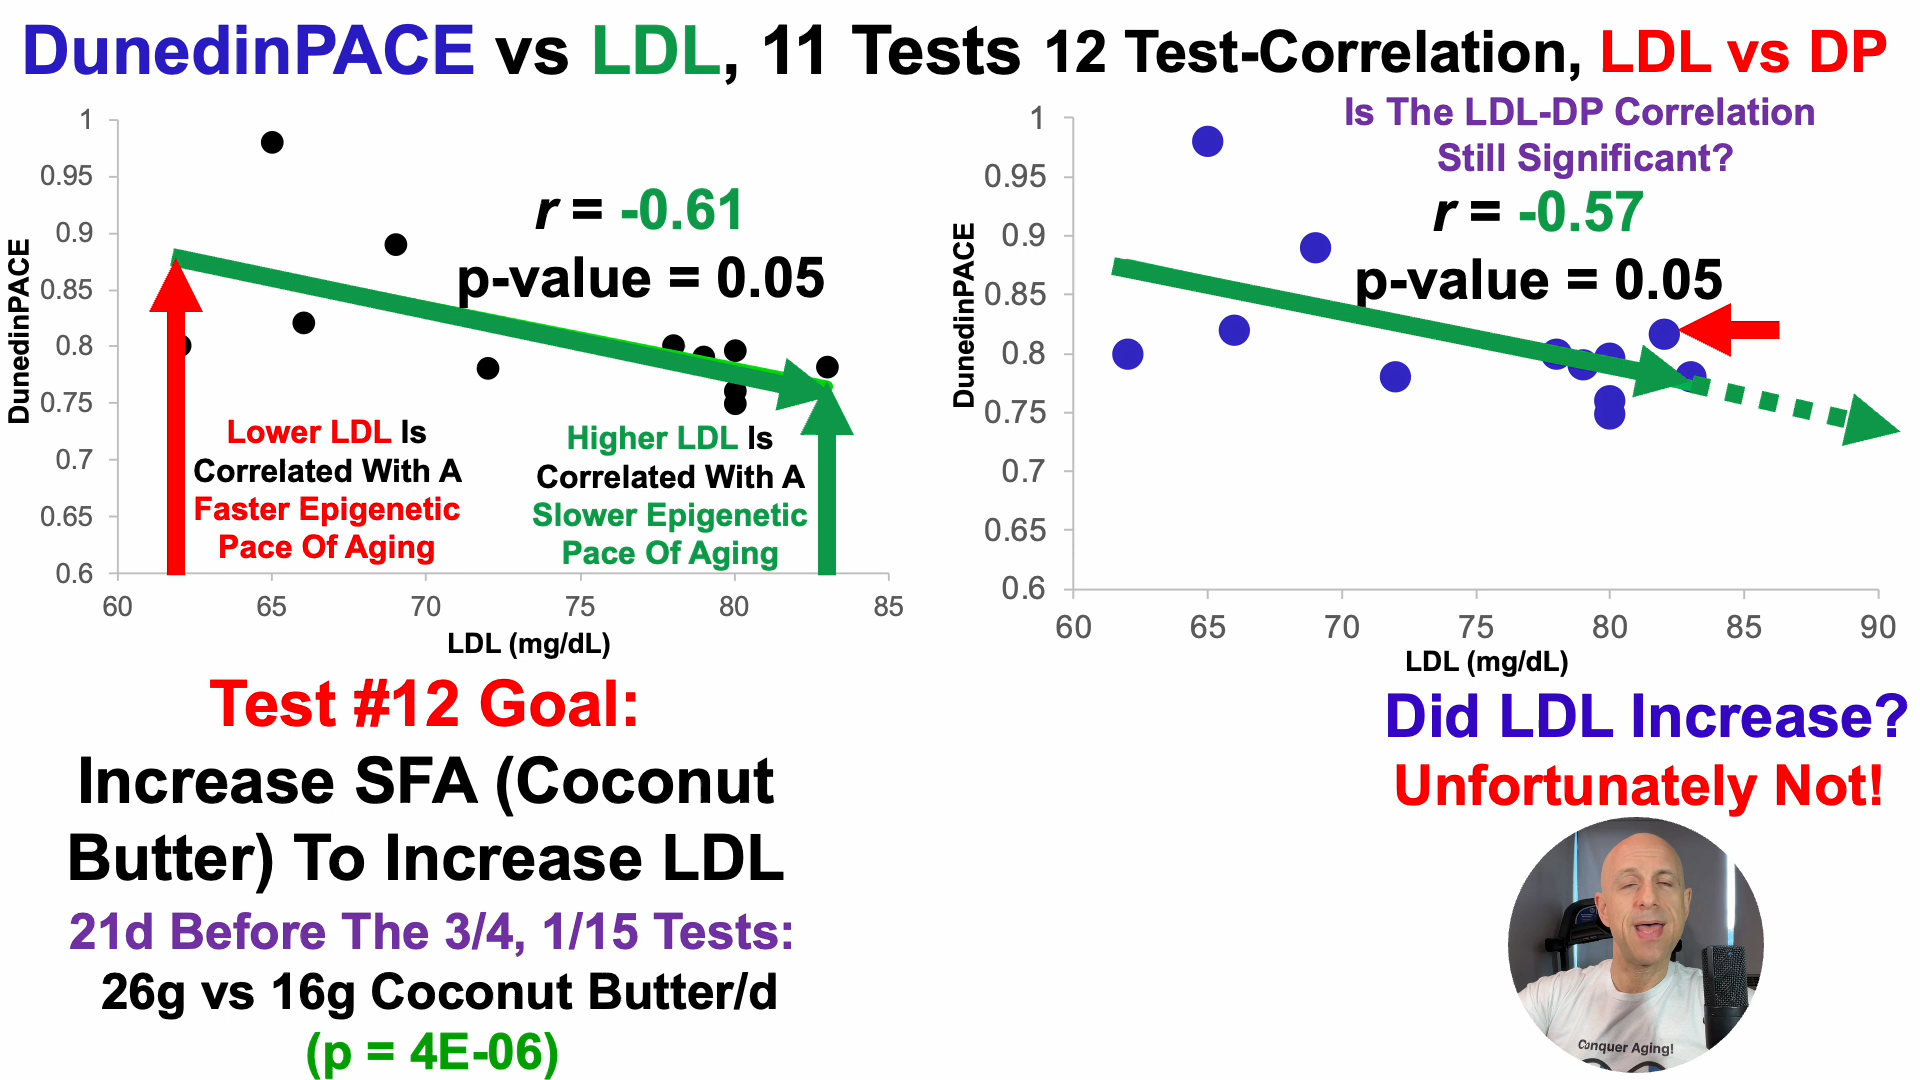 DunedinPACE vs LDL, 11 Tests
12 Test-Correlation, LDL vs DP
1
0.95
0.9
0.85
0.8
0.75
0.7
0.65
0.6
DunedinPACE
r = -0.61
p-value = 0.05
Lower LDL Is
Correlated With A
Faster Epigenetic
Pace Of Aging
Higher LDL Is
Correlated With A
Slower Epigenetic
Pace Of Aging
60 65 70 75 80 85
LDL (mg/dL)
Is The LDL-DP Correlation
Still Significant?
r = -0.57
p-value = 0.05
1
0.95
0.9
0.85
0.8
0.75
0.7
0.65
0.6
DunedinPACE
60 65 70 75 80 85 90
LDL (mg/dL)
Test #12 Goal:
Increase SFA (Coconut
Butter) To Increase LDL
21d Before The 3/4, 1/15 Tests:
26g vs 16g Coconut Butter/d
(p = 4E-06)
Did LDL Increase?
Unfortunately Not!
Conquer Aging!